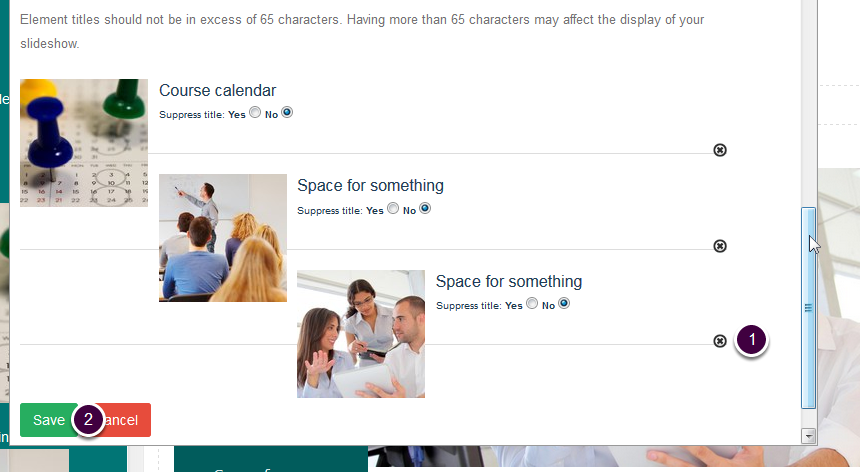 Element titles should not be in excess of 65 characters. Having more than 65 characters may affect the display of your
slideshow.
Course calendar
Suppress title: Yes No
Space for something
Suppress title: Yes No
Space for something
Suppress title: Yes No
1
Save 2 ancel